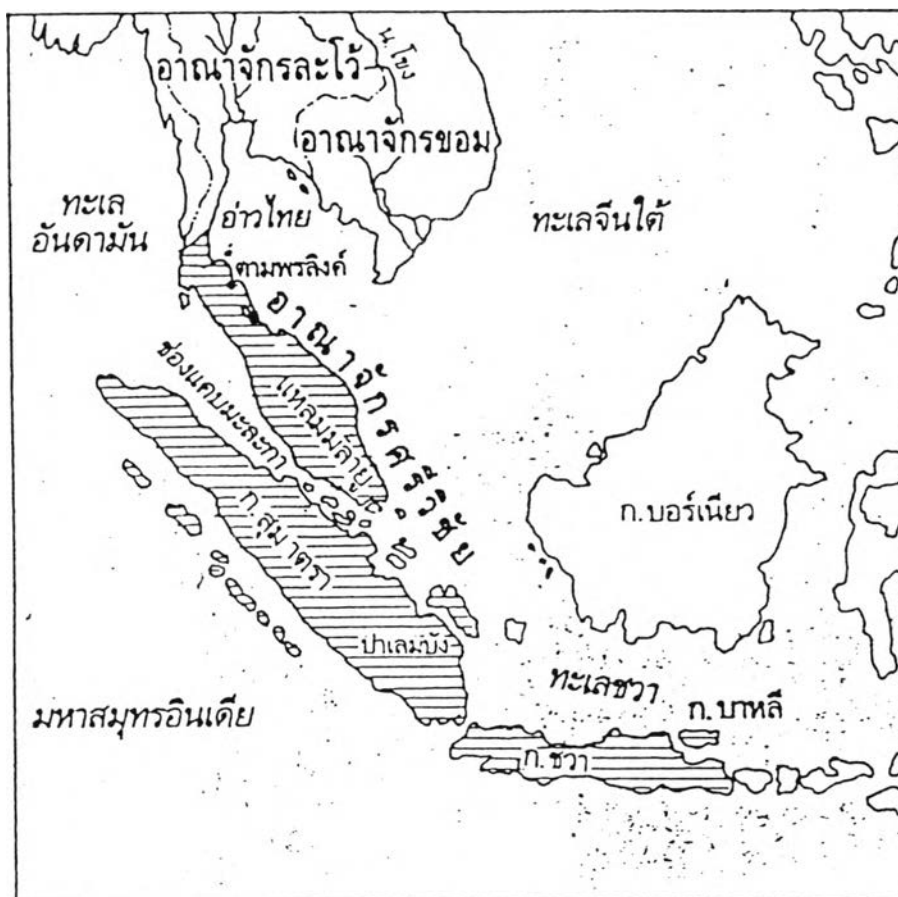 น.โขง
อาณาจักรละโว้
อาณาจักรขอม
ทะเล
อันดามัน
อ่าวไทย
ทะเลจีนใต้
ตามพรลิงค์
อาณาจักรศรีวิชัย
ช่องแคบมะละกา
แหลมมลายู
ก.สุมาตรา
ก.บอร์เนียว
ปาเลมบัง
ทะเลชวา
มหาสมุทรอินเดีย
ก.บาหลี
ก.ชวา